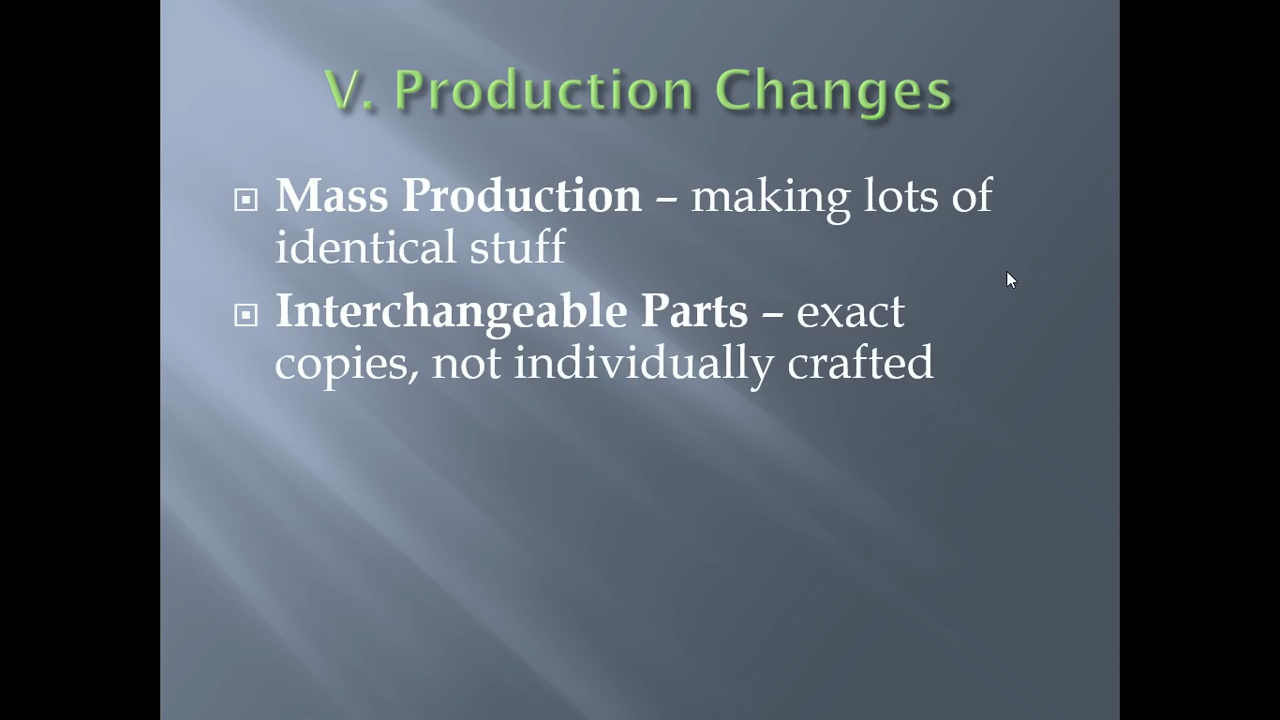 V. Production Changes
Mass Production – making lots of
identical stuff
Interchangeable Parts – exact
copies, not individually crafted